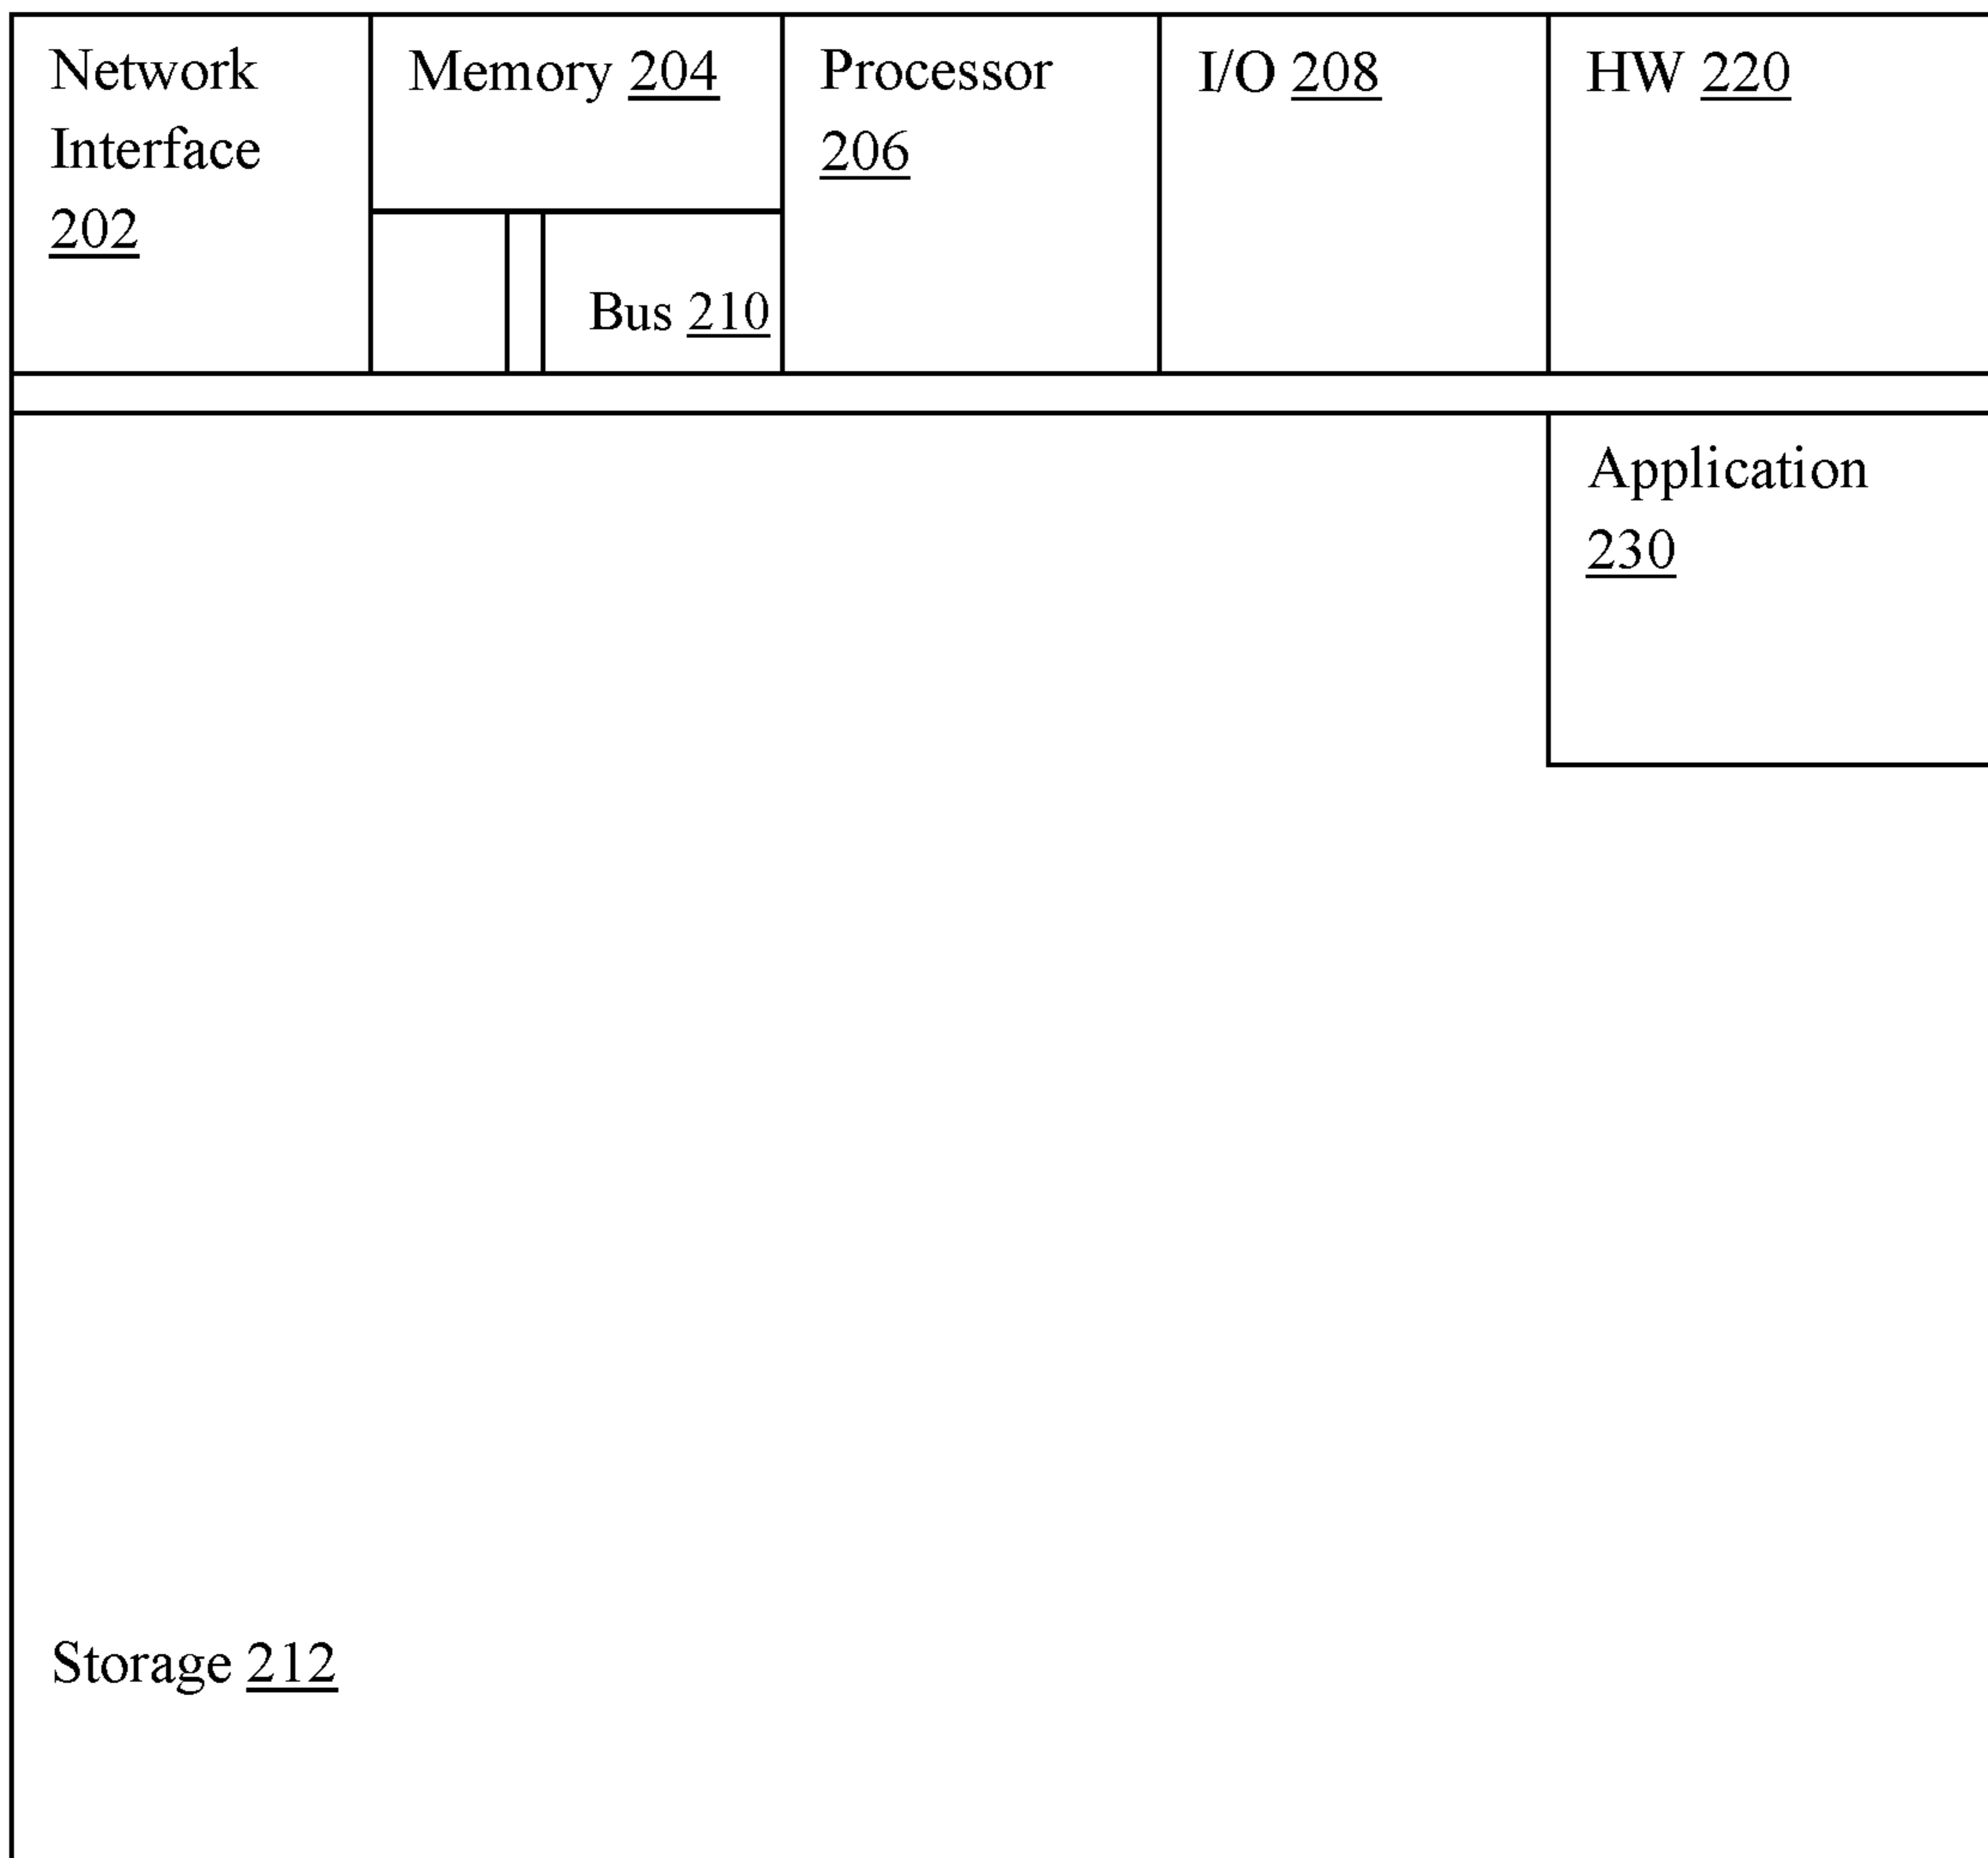 Network
Interface
202
Memory 204
Bus 210
Processor
206
I/O 208
HW 220
Application
230
Storage 212